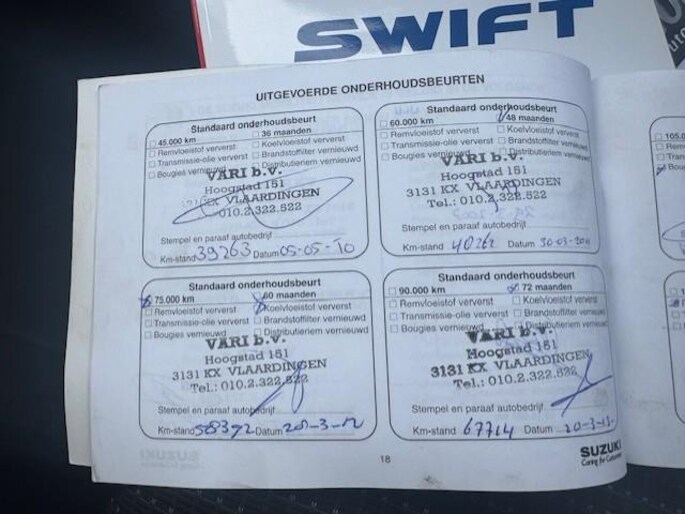 SWIFT
UITGEVOERDE ONDERHOUDSBEURTEN
Standaard onderhoudsbeurt
45.000 km 36 maanden
Remvloeistof ververst Koelvloeistof ververst
Transmissie-olie ververst Brandstoffilter vernieuwd
Bougies vernieuwd Distributieriem vernieuwd
VARI b.v.
Hoogstad 151
3131 KX VLAARDINGEN
010.2.322.522
Stempel en paraaf autobedrijf
Km-stand 39263 Datum 05-05-10
Standaard onderhoudsbeurt
60.000 km 48 maanden
Remvloeistof ververst Koelvloeistof ververst
Transmissie-olie ververst Brandstoffilter vernieuwd
Bougies vernieuwd Distributieriem vernieuwd
VARI b.v.
Hoogstad 151
3131 KX VLAARDINGEN
Tel.: 010.2.322.522
Stempel en paraaf autobedrijf
Km-stand 40262 Datum 30-03-2011
Standaard onderhoudsbeurt
75.000 km 60 maanden
Remvloeistof ververst Koelvloeistof ververst
Transmissie-olie ververst Brandstoffilter vernieuwd
Bougies vernieuwd Distributieriem vernieuwd
VARI b.v.
Hoogstad 151
3131 KX VLAARDINGEN
Tel.: 010.2.322.522
Stempel en paraaf autobedrijf
Km-stand 58392 Datum 20-3-12
Standaard onderhoudsbeurt
90.000 km 72 maanden
Remvloeistof ververst Koelvloeistof ververst
Transmissie-olie ververst Brandstoffilter vernieuwd
Bougies vernieuwd Distributieriem vernieuwd
VARI b.v.
Hoogstad 151
3131 KX VLAARDINGEN
Tel.: 010.2.322.522
Stempel en paraaf autobedrijf
Km-stand 67714 Datum 20-3-13
18
SUZUKI
Caring for Customers